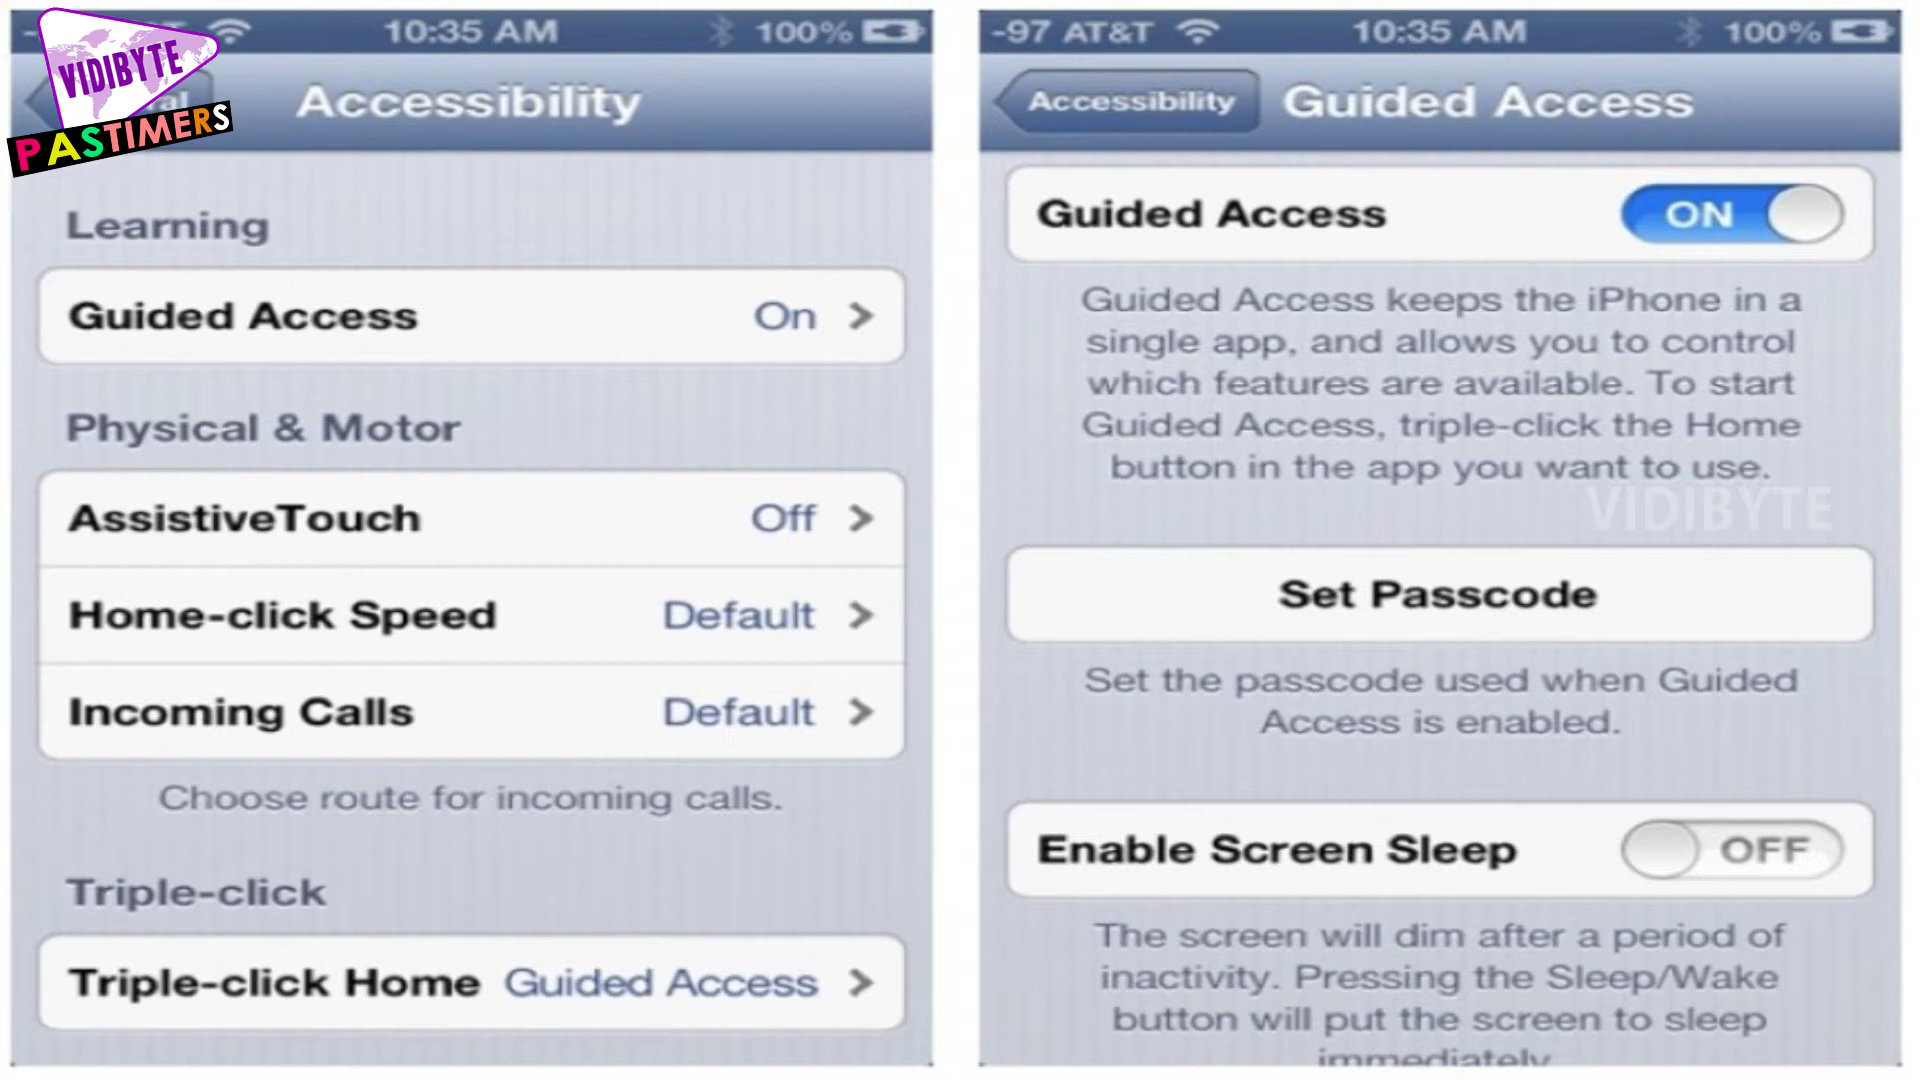 VIDIBYTE
PASTIMERS
10:35 AM
100%
Accessibility
Learning
Guided Access On
Physical & Motor
AssistiveTouch Off
Home-click Speed Default
Incoming Calls Default
Choose route for incoming calls.
Triple-click
Triple-click Home Guided Access
-97 AT&T 10:35 AM 100%
Accessibility Guided Access
Guided Access ON
Guided Access keeps the iPhone in a
single app, and allows you to control
which features are available. To start
Guided Access, triple-click the Home
button in the app you want to use.
VIDIBYTE
Set Passcode
Set the passcode used when Guided
Access is enabled.
Enable Screen Sleep OFF
The screen will dim after a period of
inactivity. Pressing the Sleep/Wake
button will put the screen to sleep
immediately.